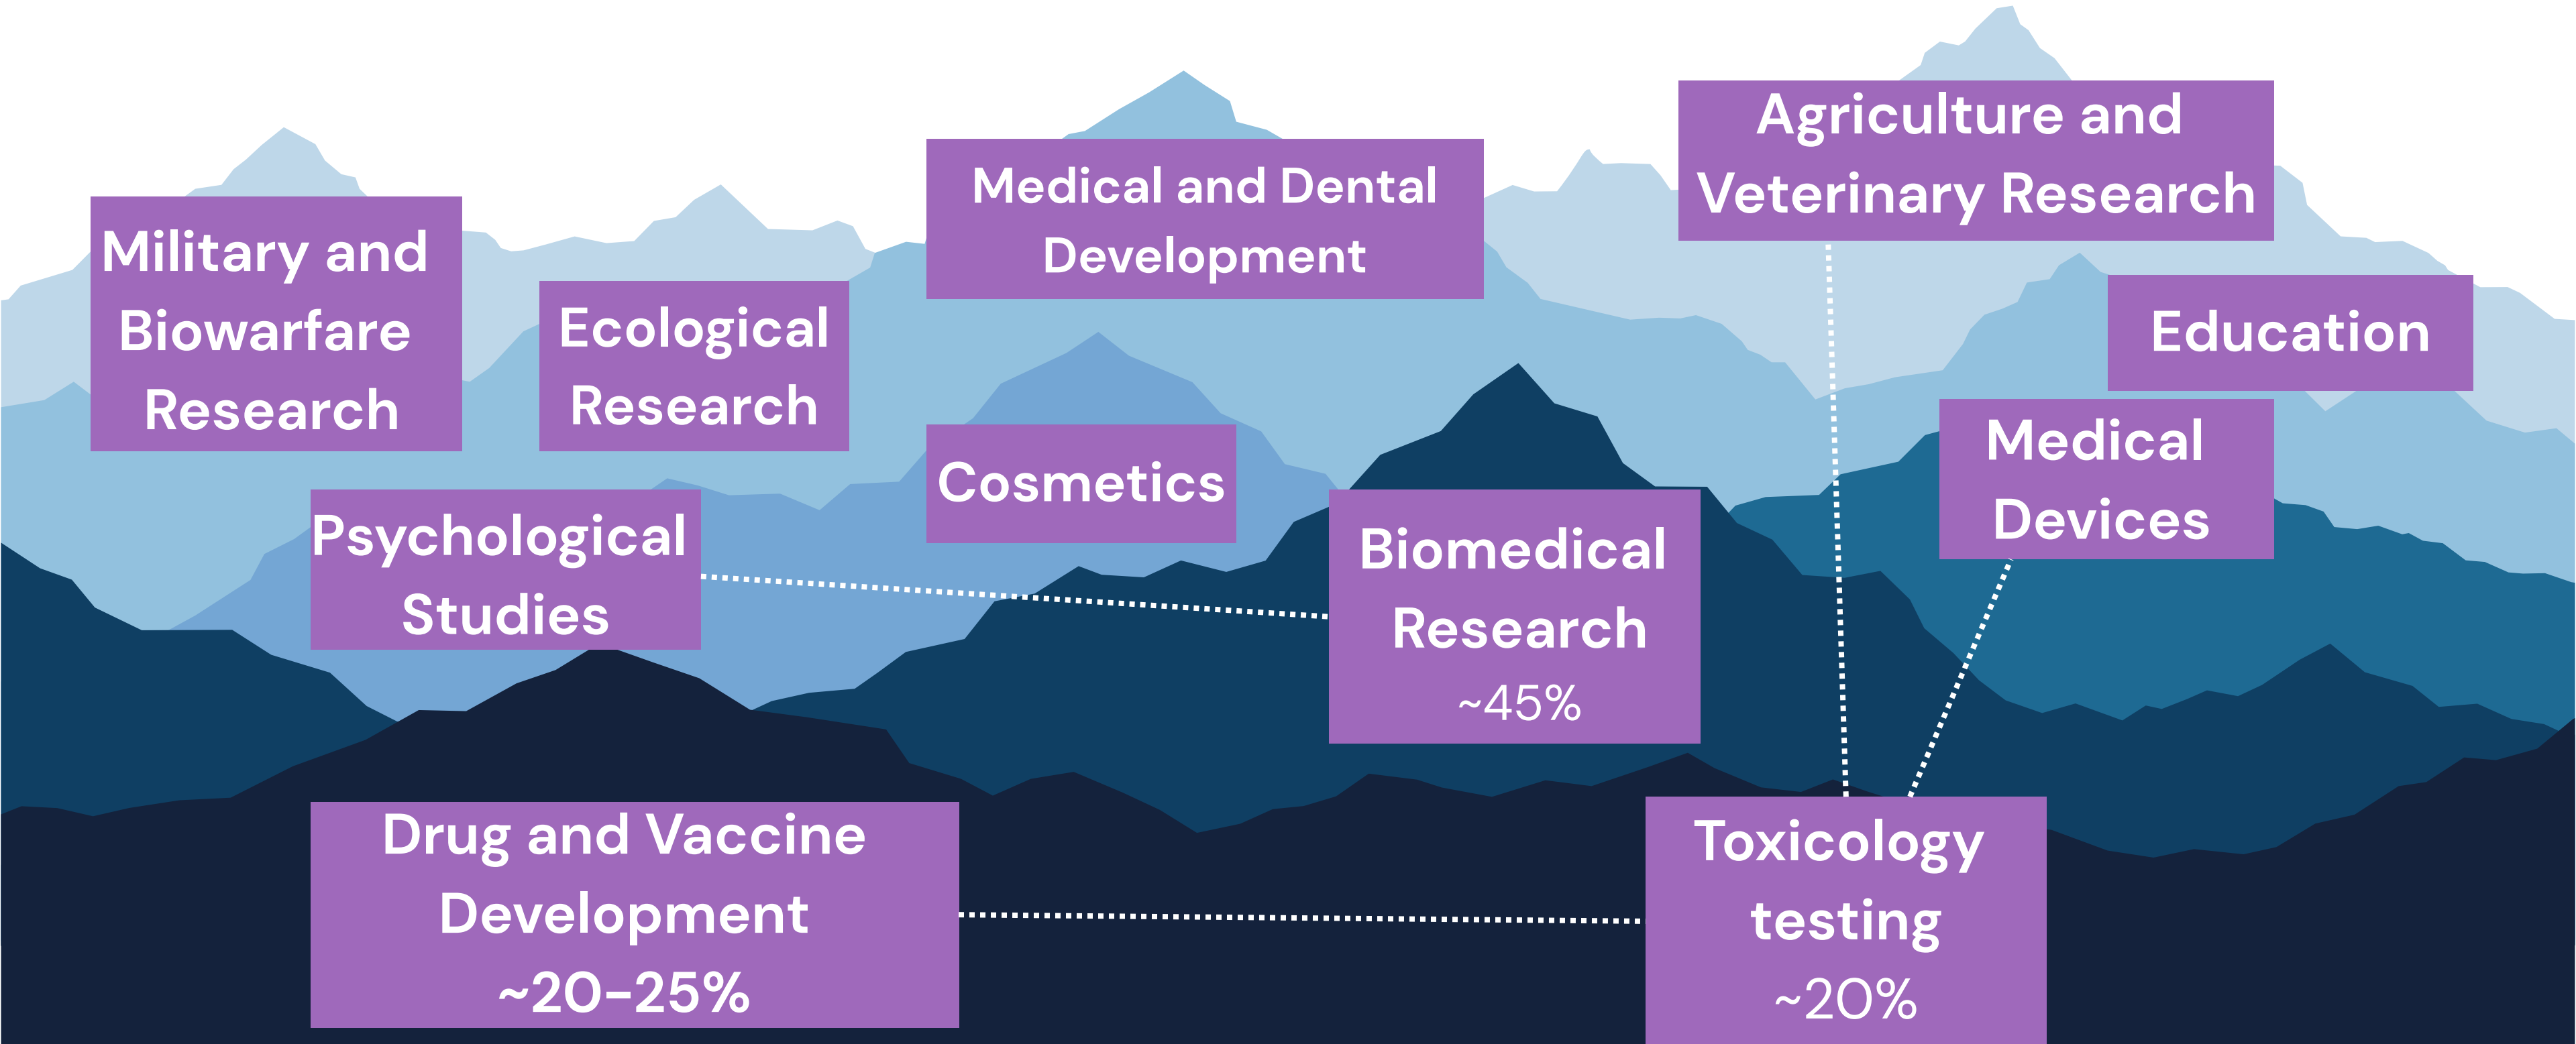 Agriculture and
Veterinary Research
Medical and Dental
Development
Military and
Biowarfare
Research
Ecological
Research
Education
Cosmetics
Medical
Devices
Psychological
Studies
Biomedical
Research
~45%
Drug and Vaccine
Development
~20-25%
Toxicology
testing
~20%